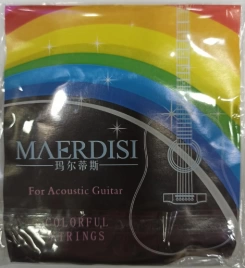 MAERDISI
玛尔蒂斯
For Acoustic Guitar
COLORFUL
STRINGS